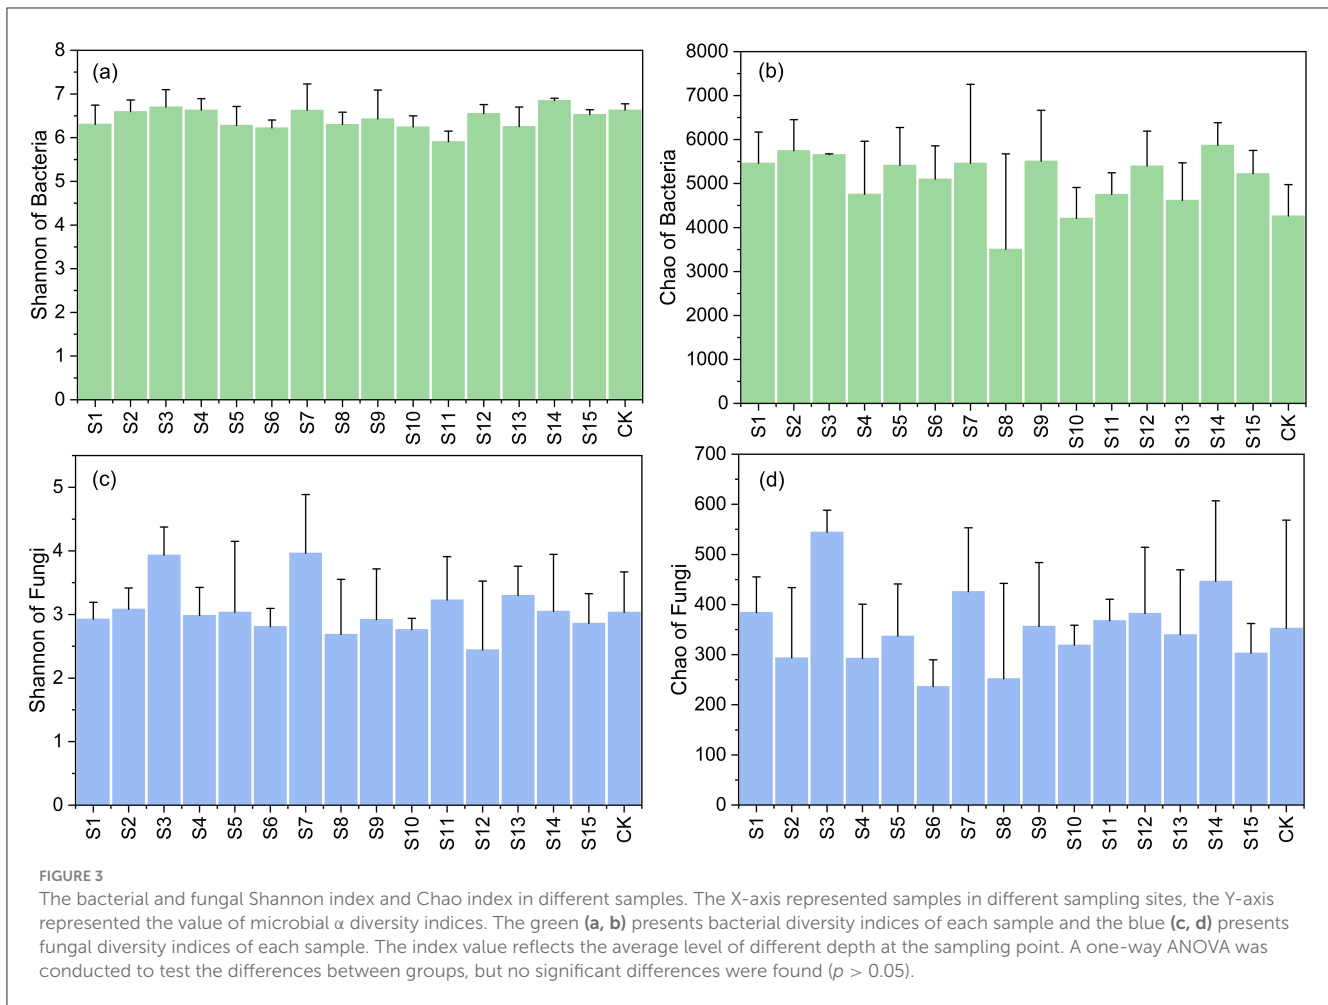 (a)
Shannon of Bacteria
8
7
6
5
4
3
2
1
0
S1 S2 S3 S4 S5 S6 S7 S8 S9 S10 S11 S12 S13 S14 S15 CK
(b)
Chao of Bacteria
8000
7000
6000
5000
4000
3000
2000
1000
0
S1 S2 S3 S4 S5 S6 S7 S8 S9 S10 S11 S12 S13 S14 S15 CK
(c)
Shannon of Fungi
5
4
3
2
1
0
S1 S2 S3 S4 S5 S6 S7 S8 S9 S10 S11 S12 S13 S14 S15 CK
(d)
Chao of Fungi
700
600
500
400
300
200
100
0
S1 S2 S3 S4 S5 S6 S7 S8 S9 S10 S11 S12 S13 S14 S15 CK
FIGURE 3
The bacterial and fungal Shannon index and Chao index in different samples. The X-axis represented samples in different sampling sites, the Y-axis
represented the value of microbial α diversity indices. The green (a, b) presents bacterial diversity indices of each sample and the blue (c, d) presents
fungal diversity indices of each sample. The index value reflects the average level of different depth at the sampling point. A one-way ANOVA was
conducted to test the differences between groups, but no significant differences were found (p > 0.05).